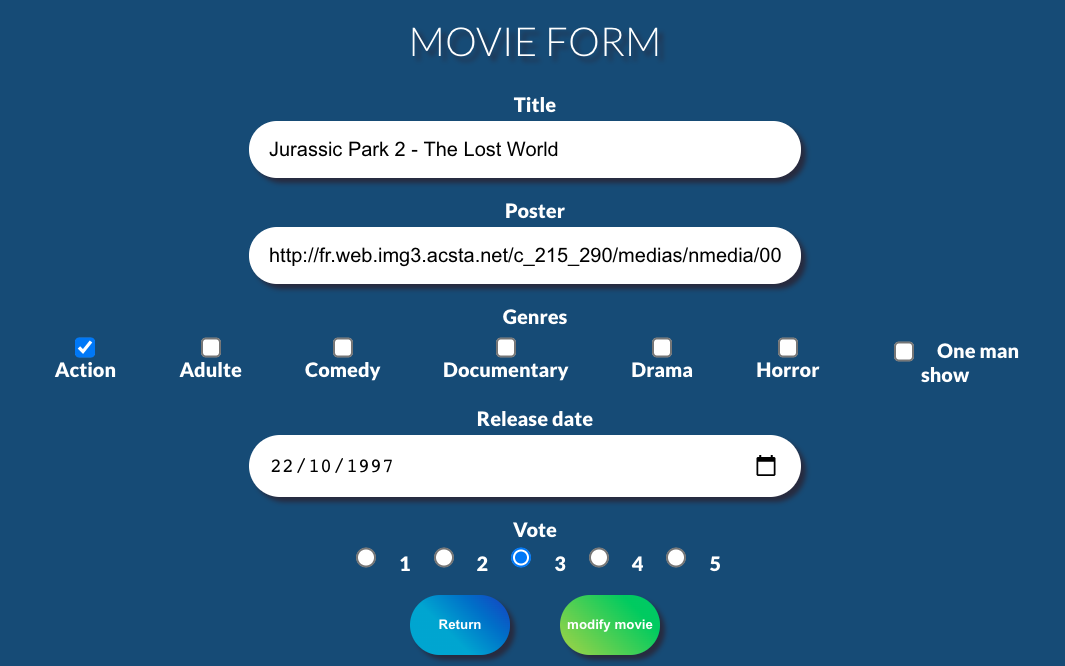 MOVIE FORM
Title
Jurassic Park 2 - The Lost World
Poster
http://fr.web.img3.acsta.net/c_215_290/medias/nmedia/00
Genres
Action Adulte Comedy Documentary Drama Horror One man
show
Release date
22/10/1997
Vote
1 2 3 4 5
Return modify movie